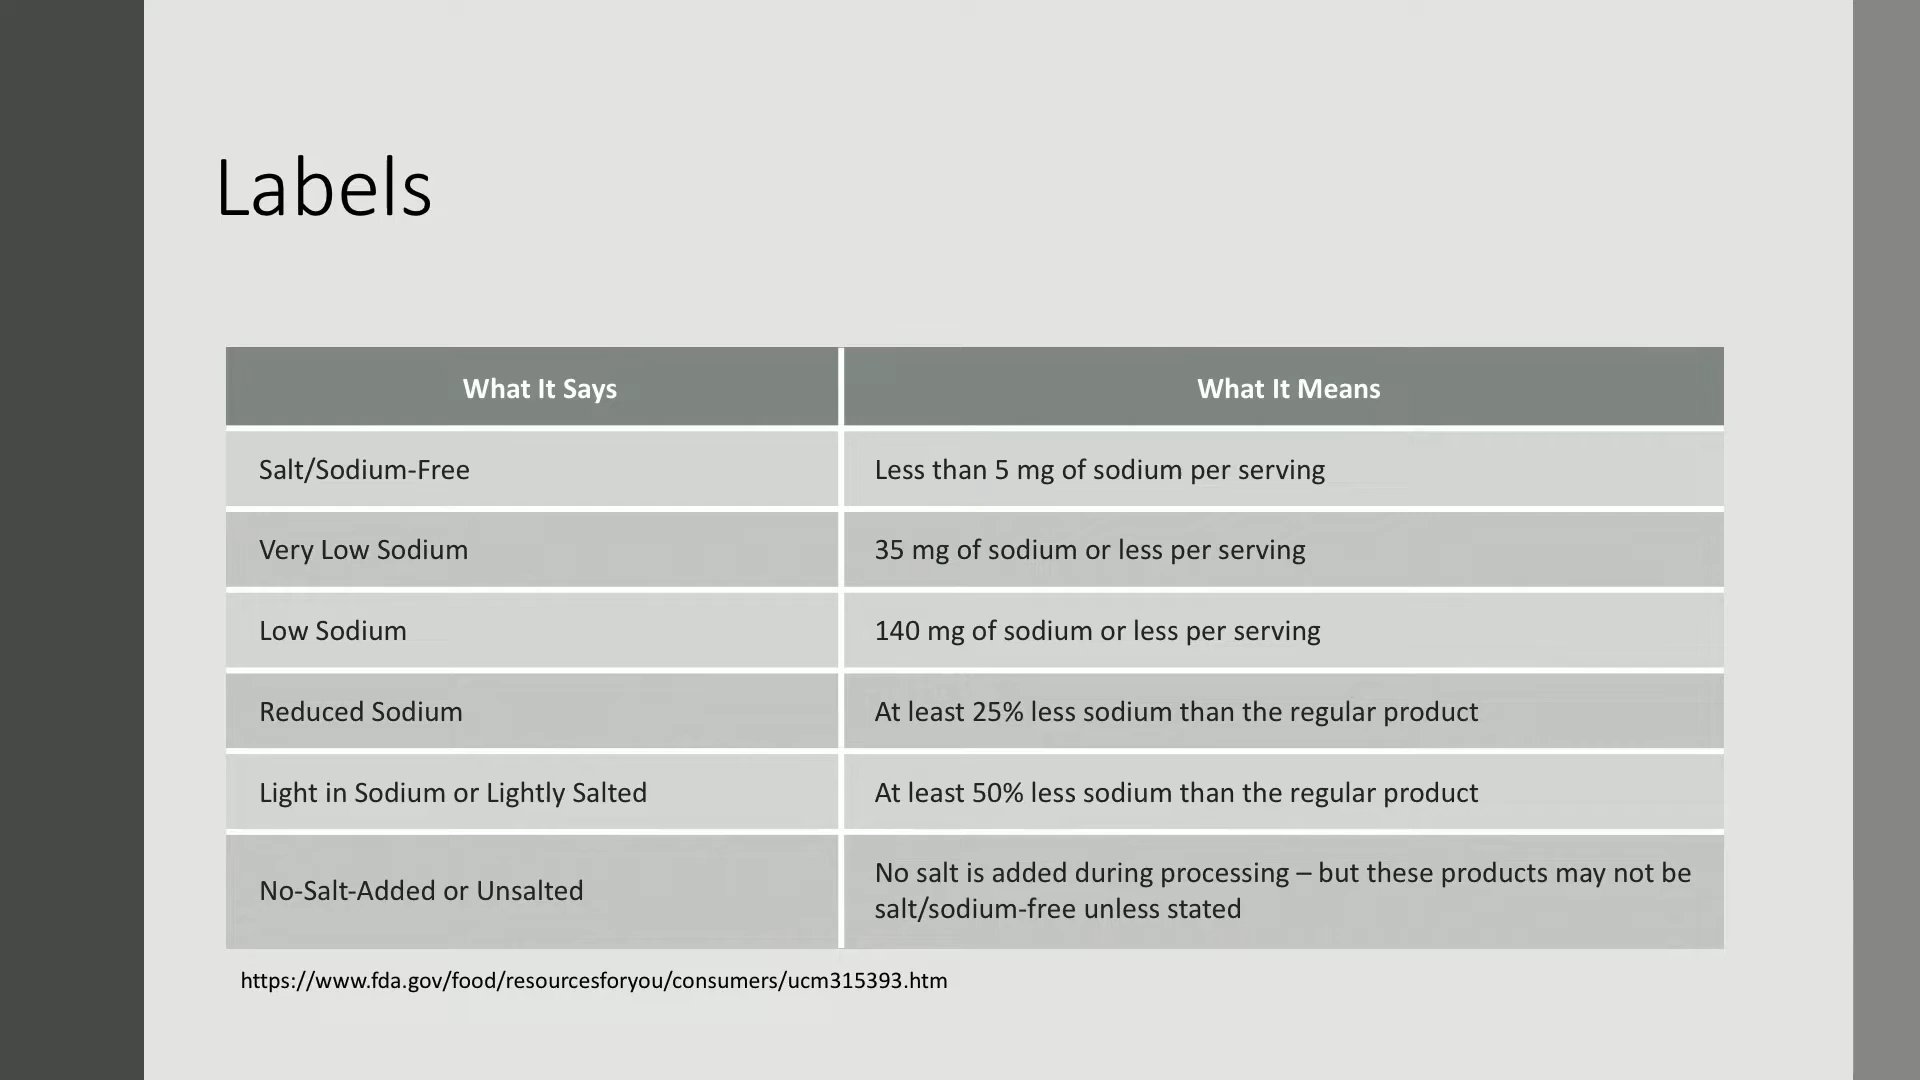 Labels
What It Says
What It Means
Salt/Sodium-Free
Less than 5 mg of sodium per serving
Very Low Sodium
35 mg of sodium or less per serving
Low Sodium
140 mg of sodium or less per serving
Reduced Sodium
At least 25% less sodium than the regular product
Light in Sodium or Lightly Salted
At least 50% less sodium than the regular product
No-Salt-Added or Unsalted
No salt is added during processing – but these products may not be
salt/sodium-free unless stated
https://www.fda.gov/food/resourcesforyou/consumers/ucm315393.htm